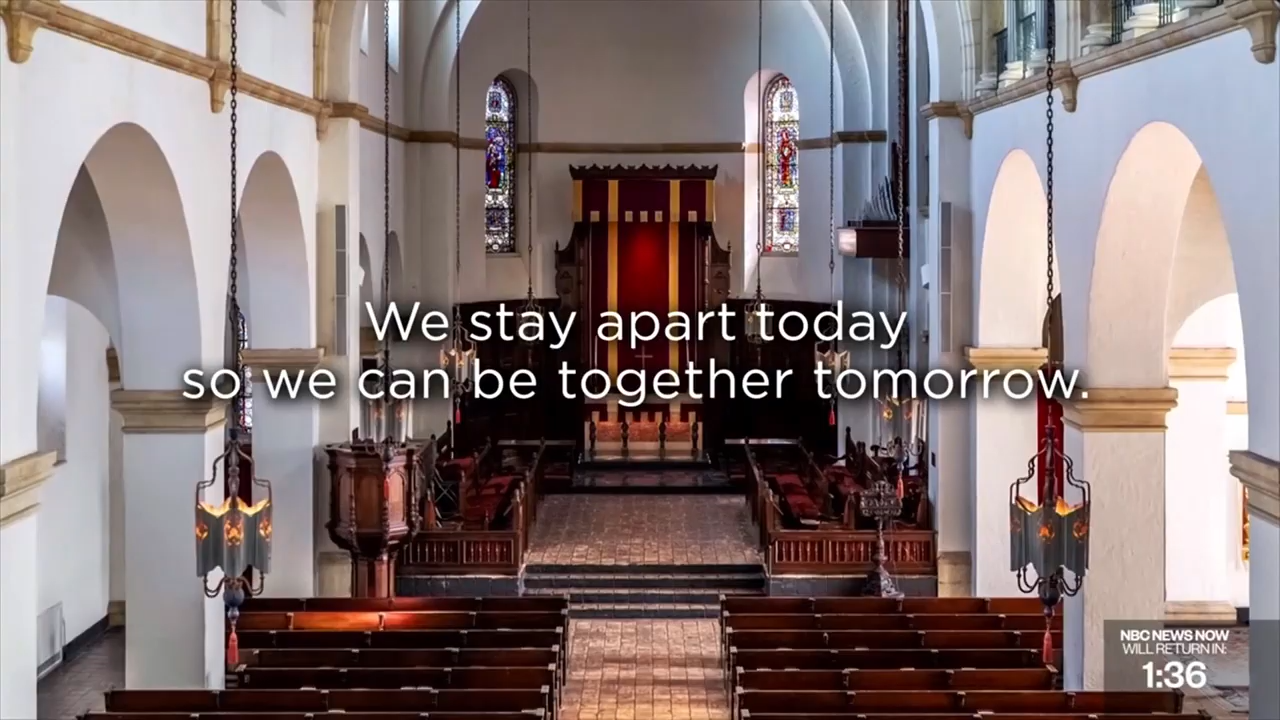 We stay apart today
so we can be together tomorrow.
NBC NEWS NOW
WILL RETURN IN:
1:36